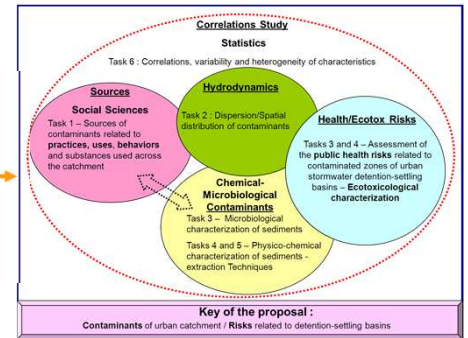 Correlations Study
Statistics
Task 6 : Correlations, variability and heterogeneity of characteristics
Sources
Social Sciences
Task 1 – Sources of
contaminants related to
practices, uses, behaviors
and substances used across
the catchment
Hydrodynamics
Task 2 : Dispersion/Spatial
distribution of contaminants
Health/Ecotox Risks
Tasks 3 and 4 – Assessment of
the public health risks related to
contaminated zones of urban
stormwater detention-settling
basins – Ecotoxicological
characterization
Chemical-
Microbiological
Contaminants
Task 3 – Microbiological
characterization of sediments
Tasks 4 and 5 – Physico-chemical
characterization of sediments -
extraction Techniques
Key of the proposal :
Contaminants of urban catchment / Risks related to detention-settling basins